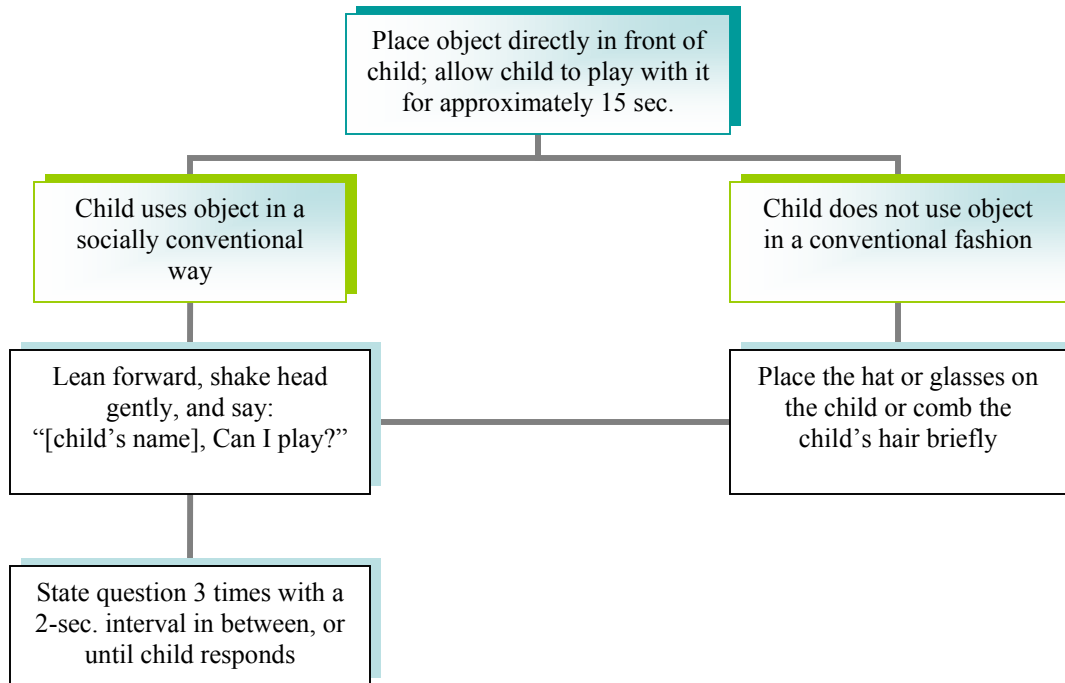 Place object directly in front of
child; allow child to play with it
for approximately 15 sec.
Child uses object in a
socially conventional
way
Child does not use object
in a conventional fashion
Lean forward, shake head
gently, and say:
“[child’s name], Can I play?”
Place the hat or glasses on
the child or comb the
child’s hair briefly
State question 3 times with a
2-sec. interval in between, or
until child responds